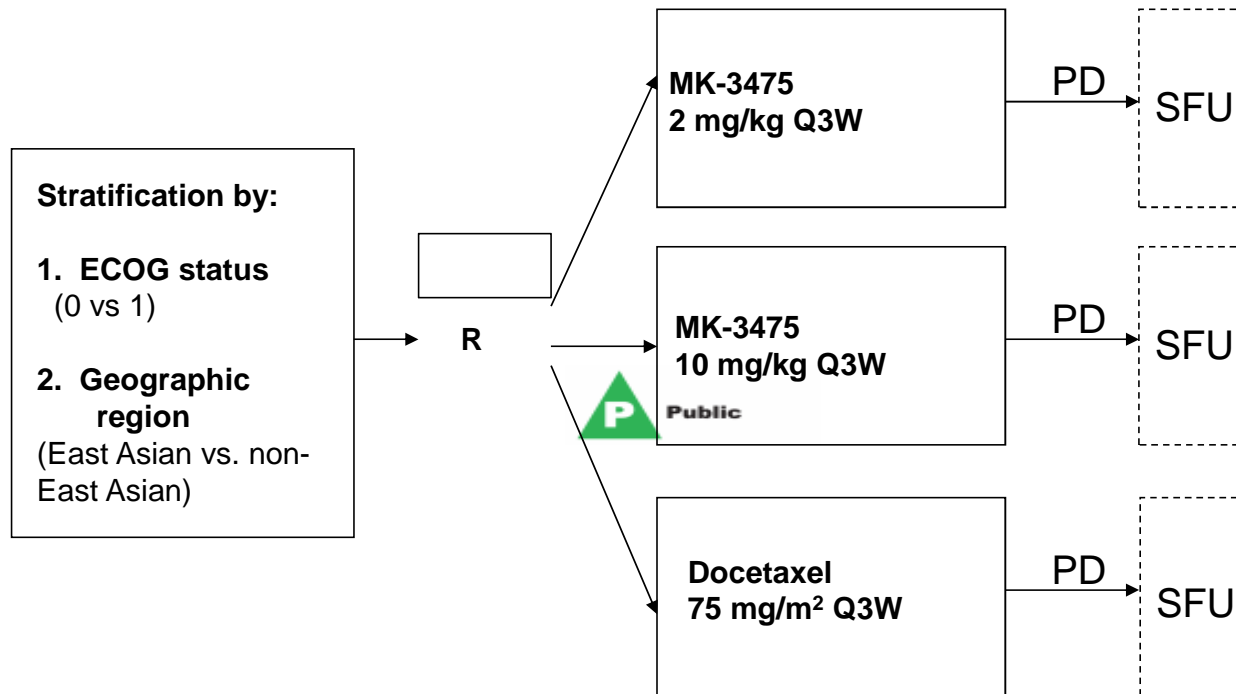 Stratification by:
1. ECOG status
(0 vs 1)
2. Geographic
region
(East Asian vs. non-
East Asian)
R
MK-3475
2 mg/kg Q3W
PD
SFU
MK-3475
10 mg/kg Q3W
PD
SFU
P Public
Docetaxel
75 mg/m² Q3W
PD
SFU